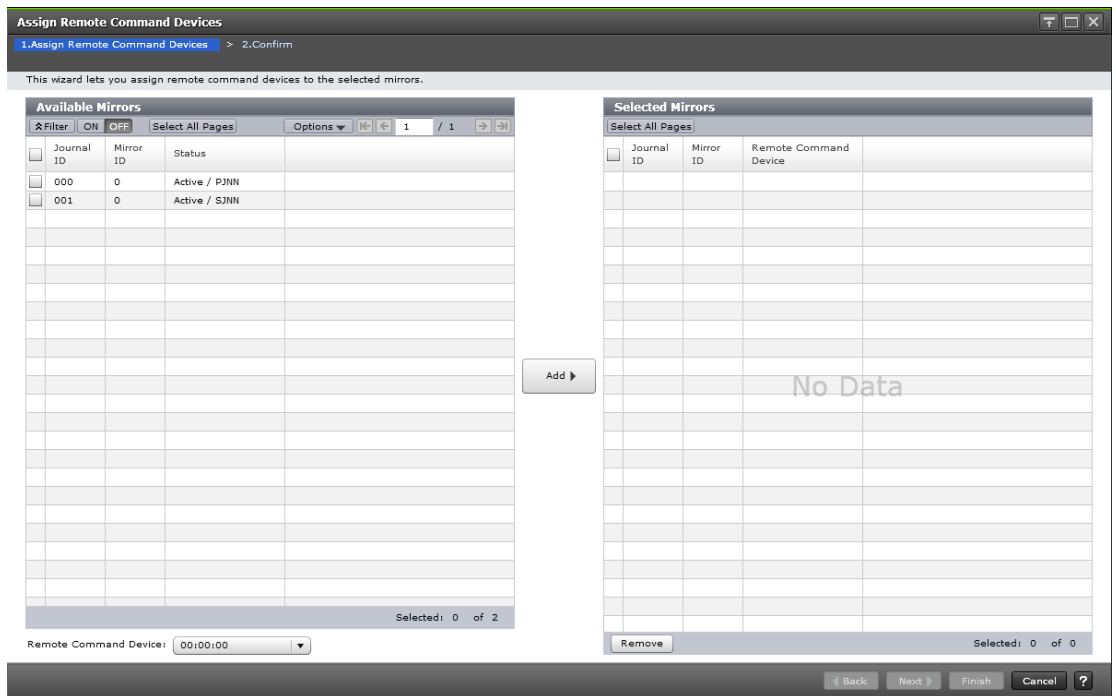 Assign Remote Command Devices
1.Assign Remote Command Devices > 2.Confirm
This wizard lets you assign remote command devices to the selected mirrors.
Available Mirrors
Filter ON OFF Select All Pages Options 1 / 1
Journal ID Mirror ID Status
000 0 Active / PJNN
001 0 Active / SJNN
Selected: 0 of 2
Remote Command Device: 00:00:00
Add
Selected Mirrors
Select All Pages
Journal ID Mirror ID Remote Command Device
No Data
Remove Selected: 0 of 0
Back Next Finish Cancel ?